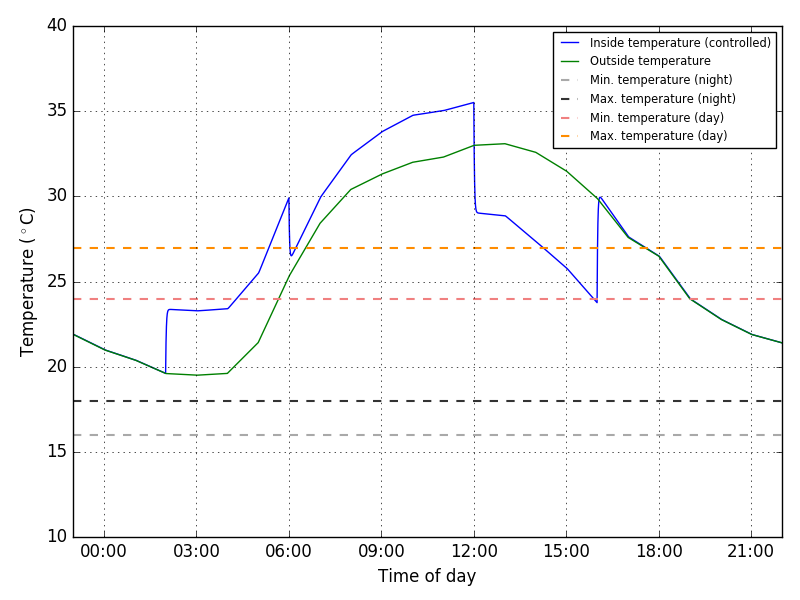 40
35
30
25
20
15
10
Temperature (°C)
00:00 03:00 06:00 09:00 12:00 15:00 18:00 21:00
Time of day
Inside temperature (controlled)
Outside temperature
Min. temperature (night)
Max. temperature (night)
Min. temperature (day)
Max. temperature (day)